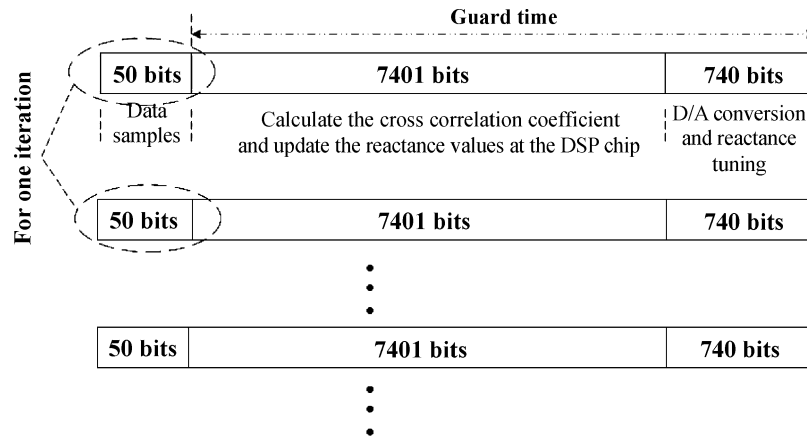 Guard time
50 bits 7401 bits 740 bits
Data
samples
Calculate the cross correlation coefficient
and update the reactance values at the DSP chip
D/A conversion
and reactance
tuning
For one iteration
50 bits 7401 bits 740 bits
50 bits 7401 bits 740 bits